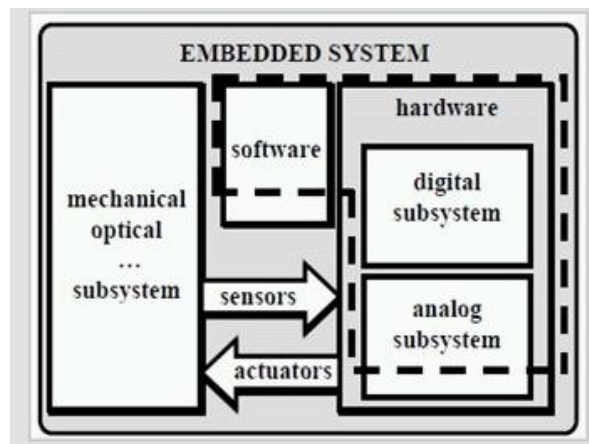 EMBEDDED SYSTEM
mechanical
optical
...
subsystem
software
sensors
actuators
hardware
digital
subsystem
analog
subsystem